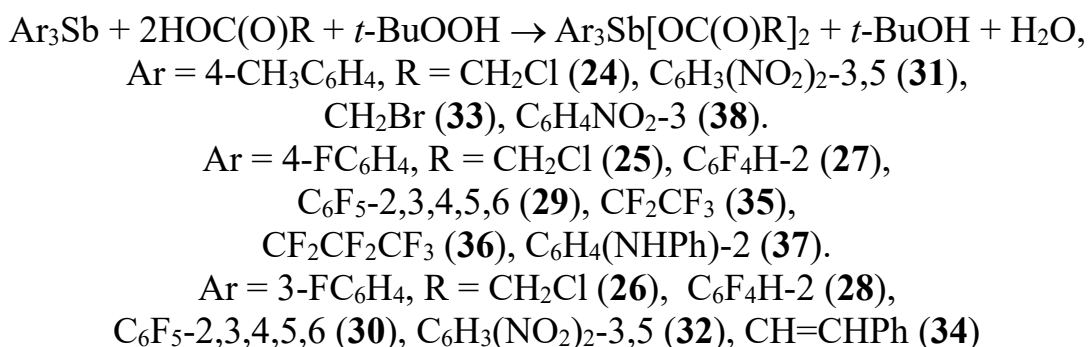 Ar₃Sb + 2HOC(O)R + t-BuOOH → Ar₃Sb[OC(O)R]₂ + t-BuOH + H₂O,
Ar = 4-CH₃C₆H₄, R = CH₂Cl (24), C₆H₃(NO₂)₂-3,5 (31),
CH₂Br (33), C₆H₄NO₂-3 (38).
Ar = 4-FC₆H₄, R = CH₂Cl (25), C₆F₄H-2 (27),
C₆F₅-2,3,4,5,6 (29), CF₂CF₃ (35),
CF₂CF₂CF₃ (36), C₆H₄(NHPh)-2 (37).
Ar = 3-FC₆H₄, R = CH₂Cl (26), C₆F₄H-2 (28),
C₆F₅-2,3,4,5,6 (30), C₆H₃(NO₂)₂-3,5 (32), CH=CHPh (34)